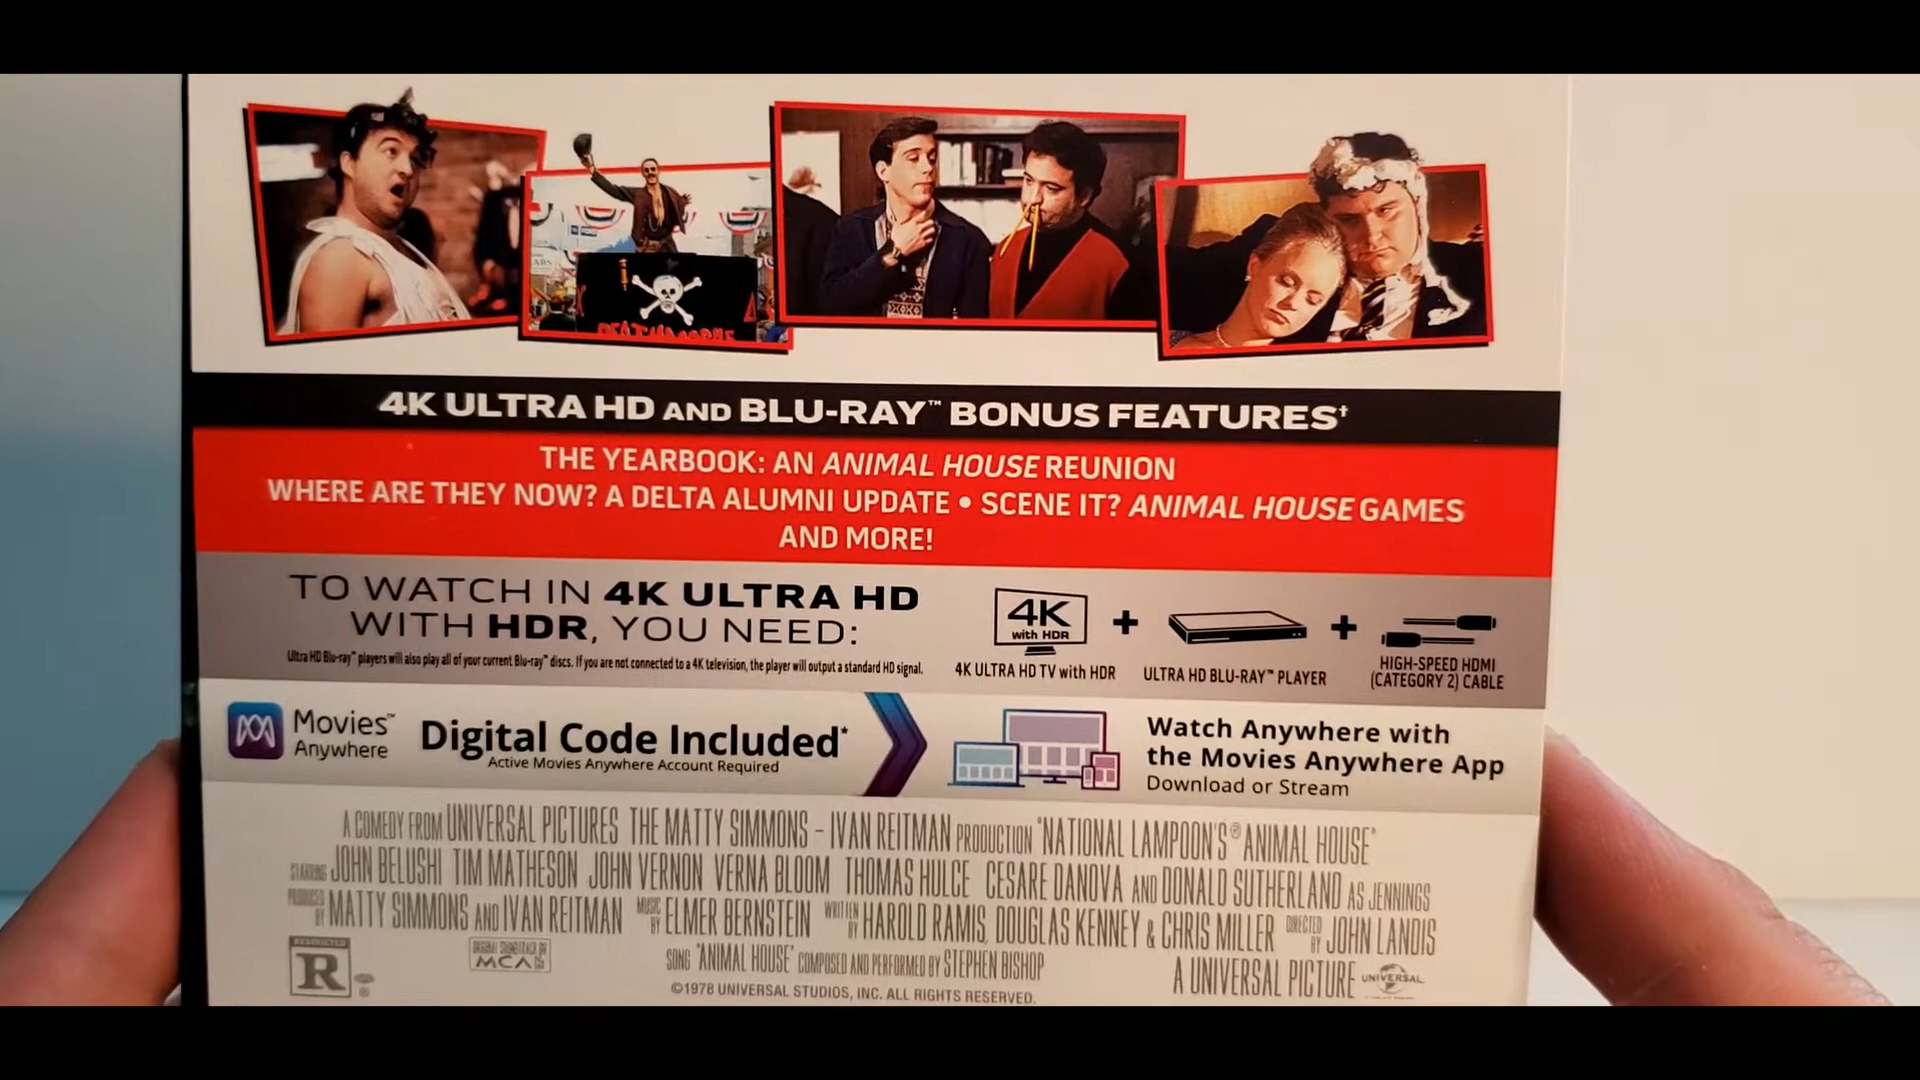 4K ULTRA HD AND BLU-RAY™ BONUS FEATURES†
THE YEARBOOK: AN ANIMAL HOUSE REUNION
WHERE ARE THEY NOW? A DELTA ALUMNI UPDATE • SCENE IT? ANIMAL HOUSE GAMES
AND MORE!
TO WATCH IN 4K ULTRA HD
WITH HDR, YOU NEED:
Ultra HD Blu-ray™ players will also play all of your current Blu-ray™ discs. If you are not connected to a 4K television, the player will output a standard HD signal.
4K
with HDR
+
+
4K ULTRA HD TV with HDR
ULTRA HD BLU-RAY™ PLAYER
HIGH-SPEED HDMI
(CATEGORY 2) CABLE
Movies™
Anywhere
Digital Code Included*
Active Movies Anywhere Account Required
Watch Anywhere with
the Movies Anywhere App
Download or Stream
A COMEDY FROM UNIVERSAL PICTURES THE MATTY SIMMONS – IVAN REITMAN PRODUCTION "NATIONAL LAMPOON'S® ANIMAL HOUSE"
STARRING JOHN BELUSHI TIM MATHESON JOHN VERNON VERNA BLOOM THOMAS HULCE CESARE DANOVA AND DONALD SUTHERLAND AS JENNINGS
PRODUCED BY MATTY SIMMONS AND IVAN REITMAN MUSIC BY ELMER BERNSTEIN WRITTEN BY HAROLD RAMIS, DOUGLAS KENNEY & CHRIS MILLER DIRECTED BY JOHN LANDIS
RESTRICTED
R
MCA
SONG "ANIMAL HOUSE" COMPOSED AND PERFORMED BY STEPHEN BISHOP
A UNIVERSAL PICTURE
UNIVERSAL
©1978 UNIVERSAL STUDIOS, INC. ALL RIGHTS RESERVED.